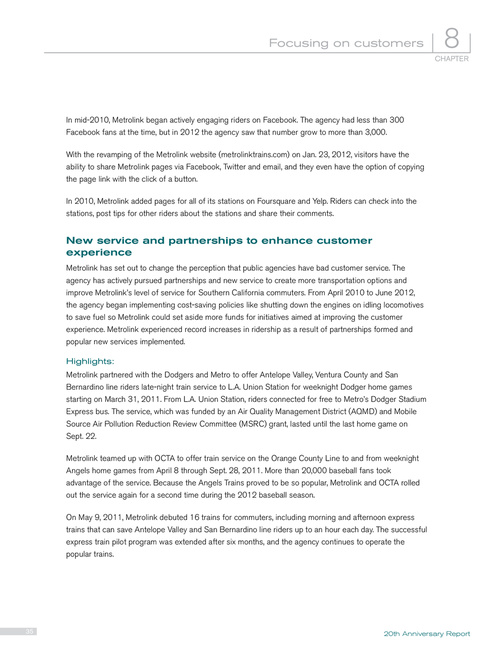 Focusing on customers
8
CHAPTER
In mid-2010, Metrolink began actively engaging riders on Facebook. The agency had less than 300
Facebook fans at the time, but in 2012 the agency saw that number grow to more than 3,000.
With the revamping of the Metrolink website (metrolinktrains.com) on Jan. 23, 2012, visitors have the
ability to share Metrolink pages via Facebook, Twitter and email, and they even have the option of copying
the page link with the click of a button.
In 2010, Metrolink added pages for all of its stations on Foursquare and Yelp. Riders can check into the
stations, post tips for other riders about the stations and share their comments.
New service and partnerships to enhance customer
experience
Metrolink has set out to change the perception that public agencies have bad customer service. The
agency has actively pursued partnerships and new service to create more transportation options and
improve Metrolink's level of service for Southern California commuters. From April 2010 to June 2012,
the agency began implementing cost-saving policies like shutting down the engines on idling locomotives
to save fuel so Metrolink could set aside more funds for initiatives aimed at improving the customer
experience. Metrolink experienced record increases in ridership as a result of partnerships formed and
popular new services implemented.
Highlights:
Metrolink partnered with the Dodgers and Metro to offer Antelope Valley, Ventura County and San
Bernardino line riders late-night train service to L.A. Union Station for weeknight Dodger home games
starting on March 31, 2011. From L.A. Union Station, riders connected for free to Metro's Dodger Stadium
Express bus. The service, which was funded by an Air Quality Management District (AQMD) and Mobile
Source Air Pollution Reduction Review Committee (MSRC) grant, lasted until the last home game on
Sept. 22.
Metrolink teamed up with OCTA to offer train service on the Orange County Line to and from weeknight
Angels home games from April 8 through Sept. 28, 2011. More than 20,000 baseball fans took
advantage of the service. Because the Angels Trains proved to be so popular, Metrolink and OCTA rolled
out the service again for a second time during the 2012 baseball season.
On May 9, 2011, Metrolink debuted 16 trains for commuters, including morning and afternoon express
trains that can save Antelope Valley and San Bernardino line riders up to an hour each day. The successful
express train pilot program was extended after six months, and the agency continues to operate the
popular trains.
20th Anniversary Report